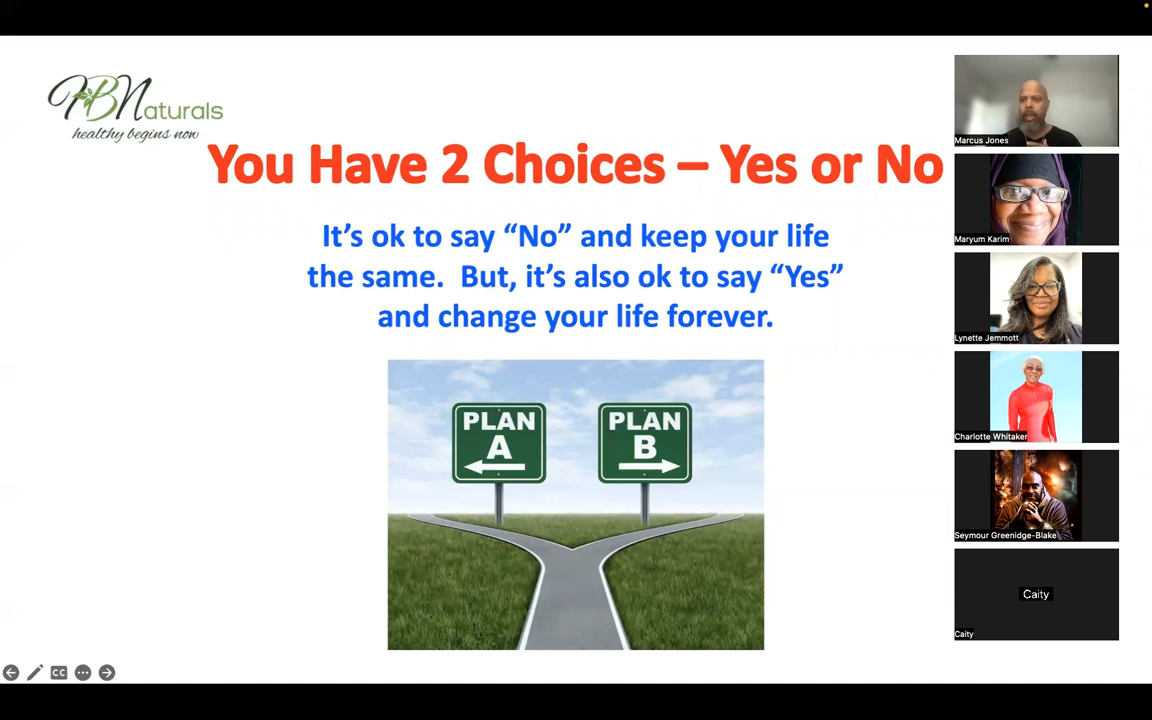 HBNaturals
healthy begins now
You Have 2 Choices – Yes or No
It's ok to say “No” and keep your life
the same.  But, it's also ok to say “Yes”
and change your life forever.
PLAN
A
PLAN
B
Marcus Jones
Maryum Karim
Lynette Jemmott
Charlotte Whitaker
Seymour Greenidge-Blake
Caity
Caity
CC